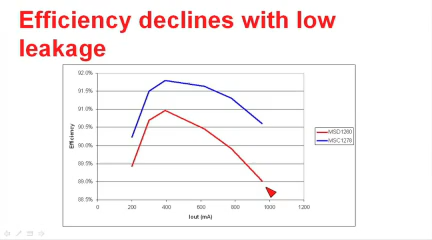 Efficiency declines with low
leakage
92.0%
91.5%
91.0%
90.5%
90.0%
89.5%
89.0%
88.5%
Efficiency
0
200
400
600
800
1000
1200
Iout (mA)
MSD1260
MSC1278